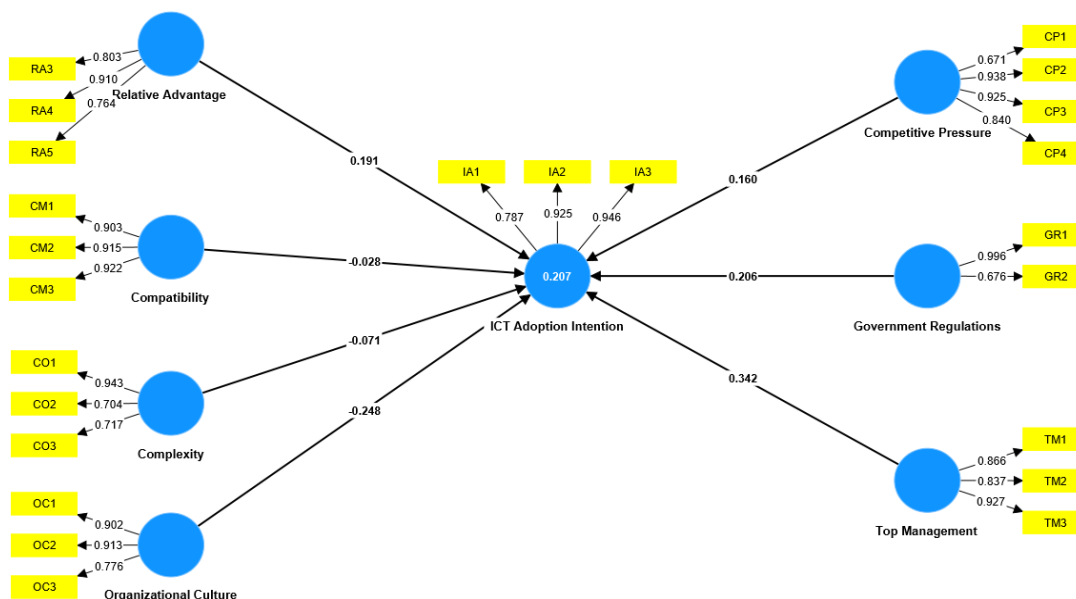 RA3
RA4
RA5
0.803
0.910
0.764
Relative Advantage
CM1
CM2
CM3
0.903
0.915
0.922
Compatibility
CO1
CO2
CO3
0.943
0.704
0.717
Complexity
OC1
OC2
OC3
0.902
0.913
0.776
Organizational Culture
0.191
-0.028
-0.071
-0.248
IA1
IA2
IA3
0.787
0.925
0.946
0.207
ICT Adoption Intention
0.160
0.206
0.342
CP1
CP2
CP3
CP4
0.671
0.938
0.925
0.840
Competitive Pressure
GR1
GR2
0.996
0.676
Government Regulations
TM1
TM2
TM3
0.866
0.837
0.927
Top Management